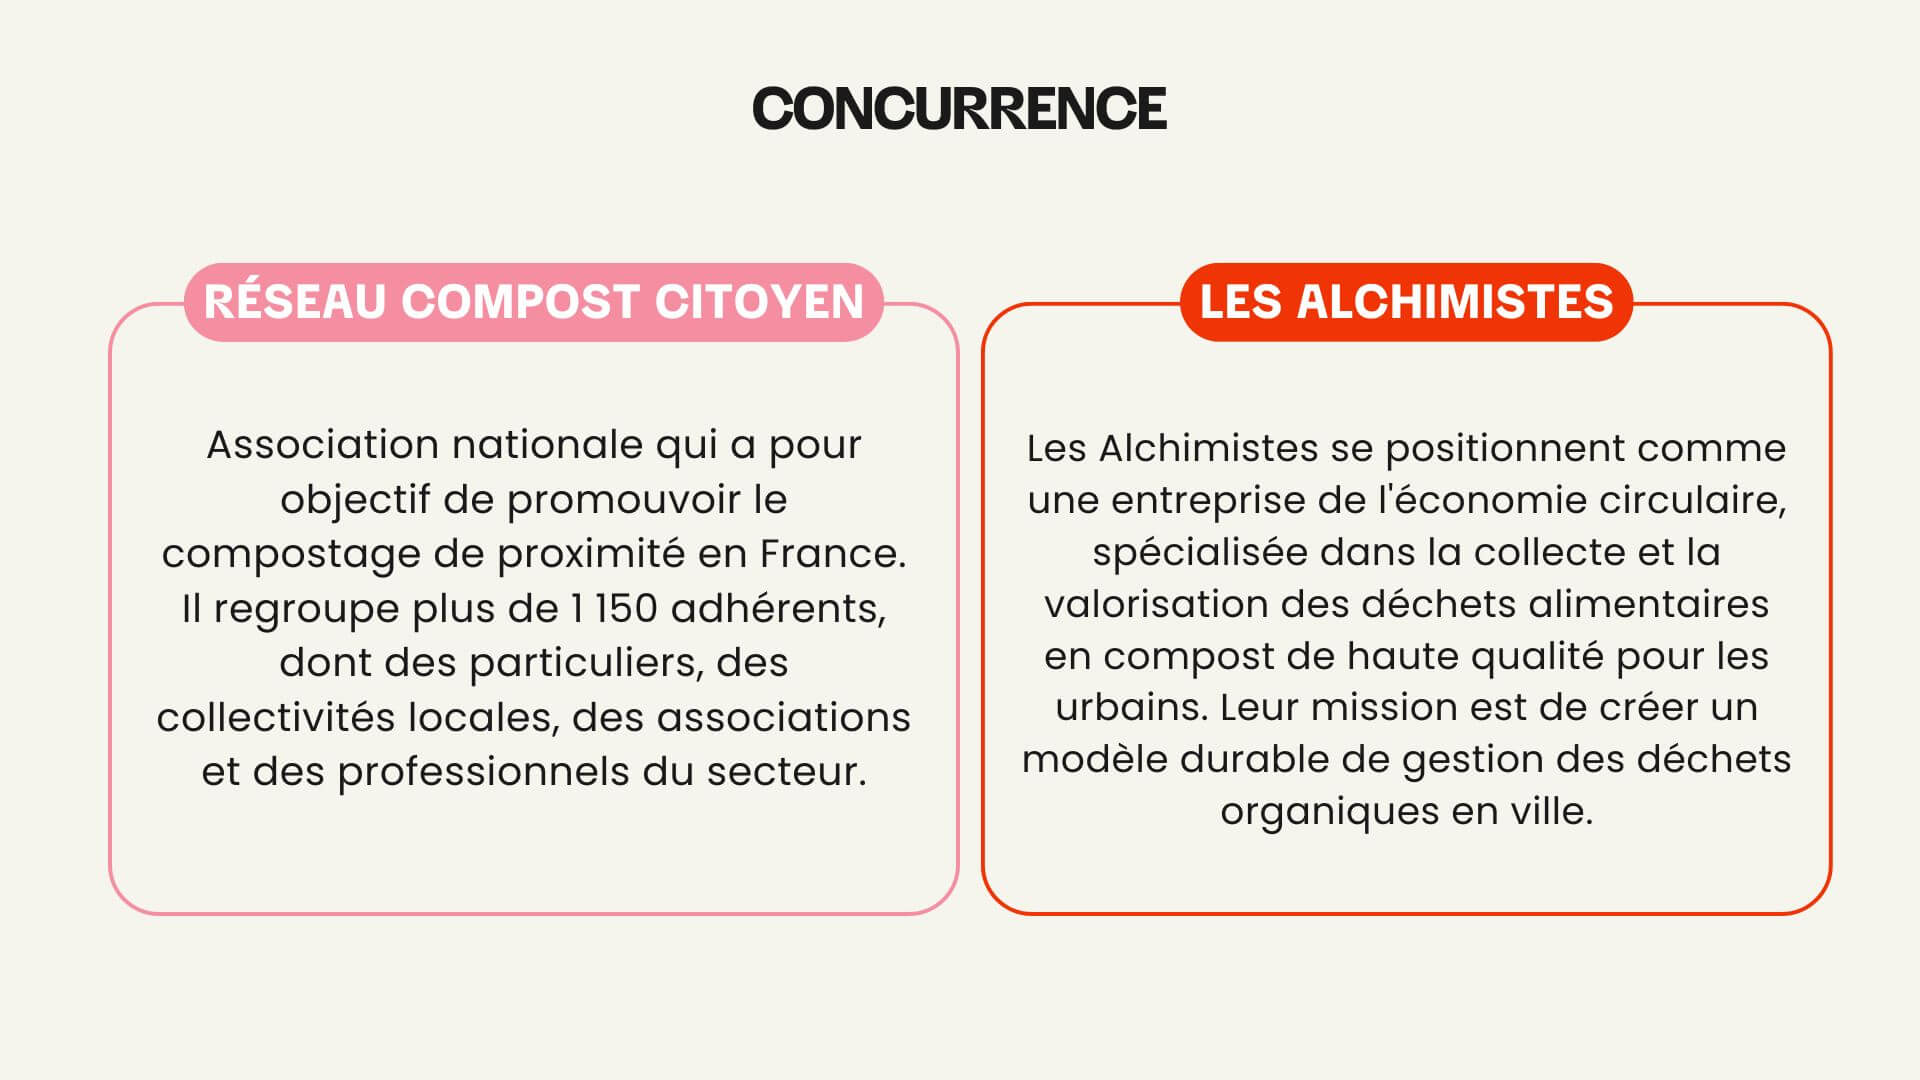 CONCURRENCE
RÉSEAU COMPOST CITOYEN
Association nationale qui a pour
objectif de promouvoir le
compostage de proximité en France.
Il regroupe plus de 1 150 adhérents,
dont des particuliers, des
collectivités locales, des associations
et des professionnels du secteur.
LES ALCHIMISTES
Les Alchimistes se positionnent comme
une entreprise de l'économie circulaire,
spécialisée dans la collecte et la
valorisation des déchets alimentaires
en compost de haute qualité pour les
urbains. Leur mission est de créer un
modèle durable de gestion des déchets
organiques en ville.